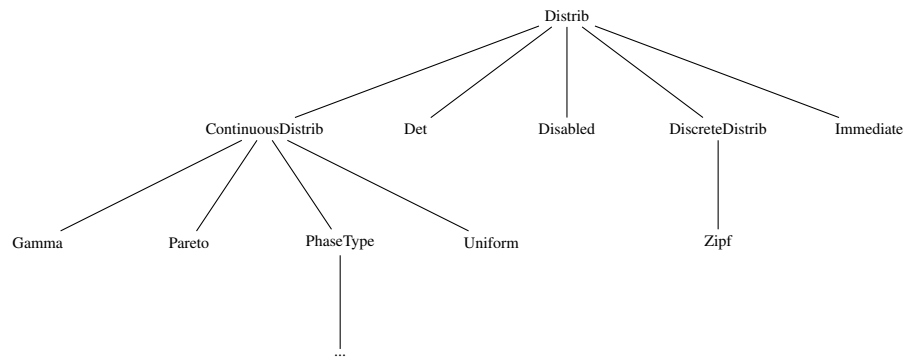 Distrib
ContinuousDistrib Det Disabled DiscreteDistrib Immediate
Gamma Pareto PhaseType Uniform Zipf
...